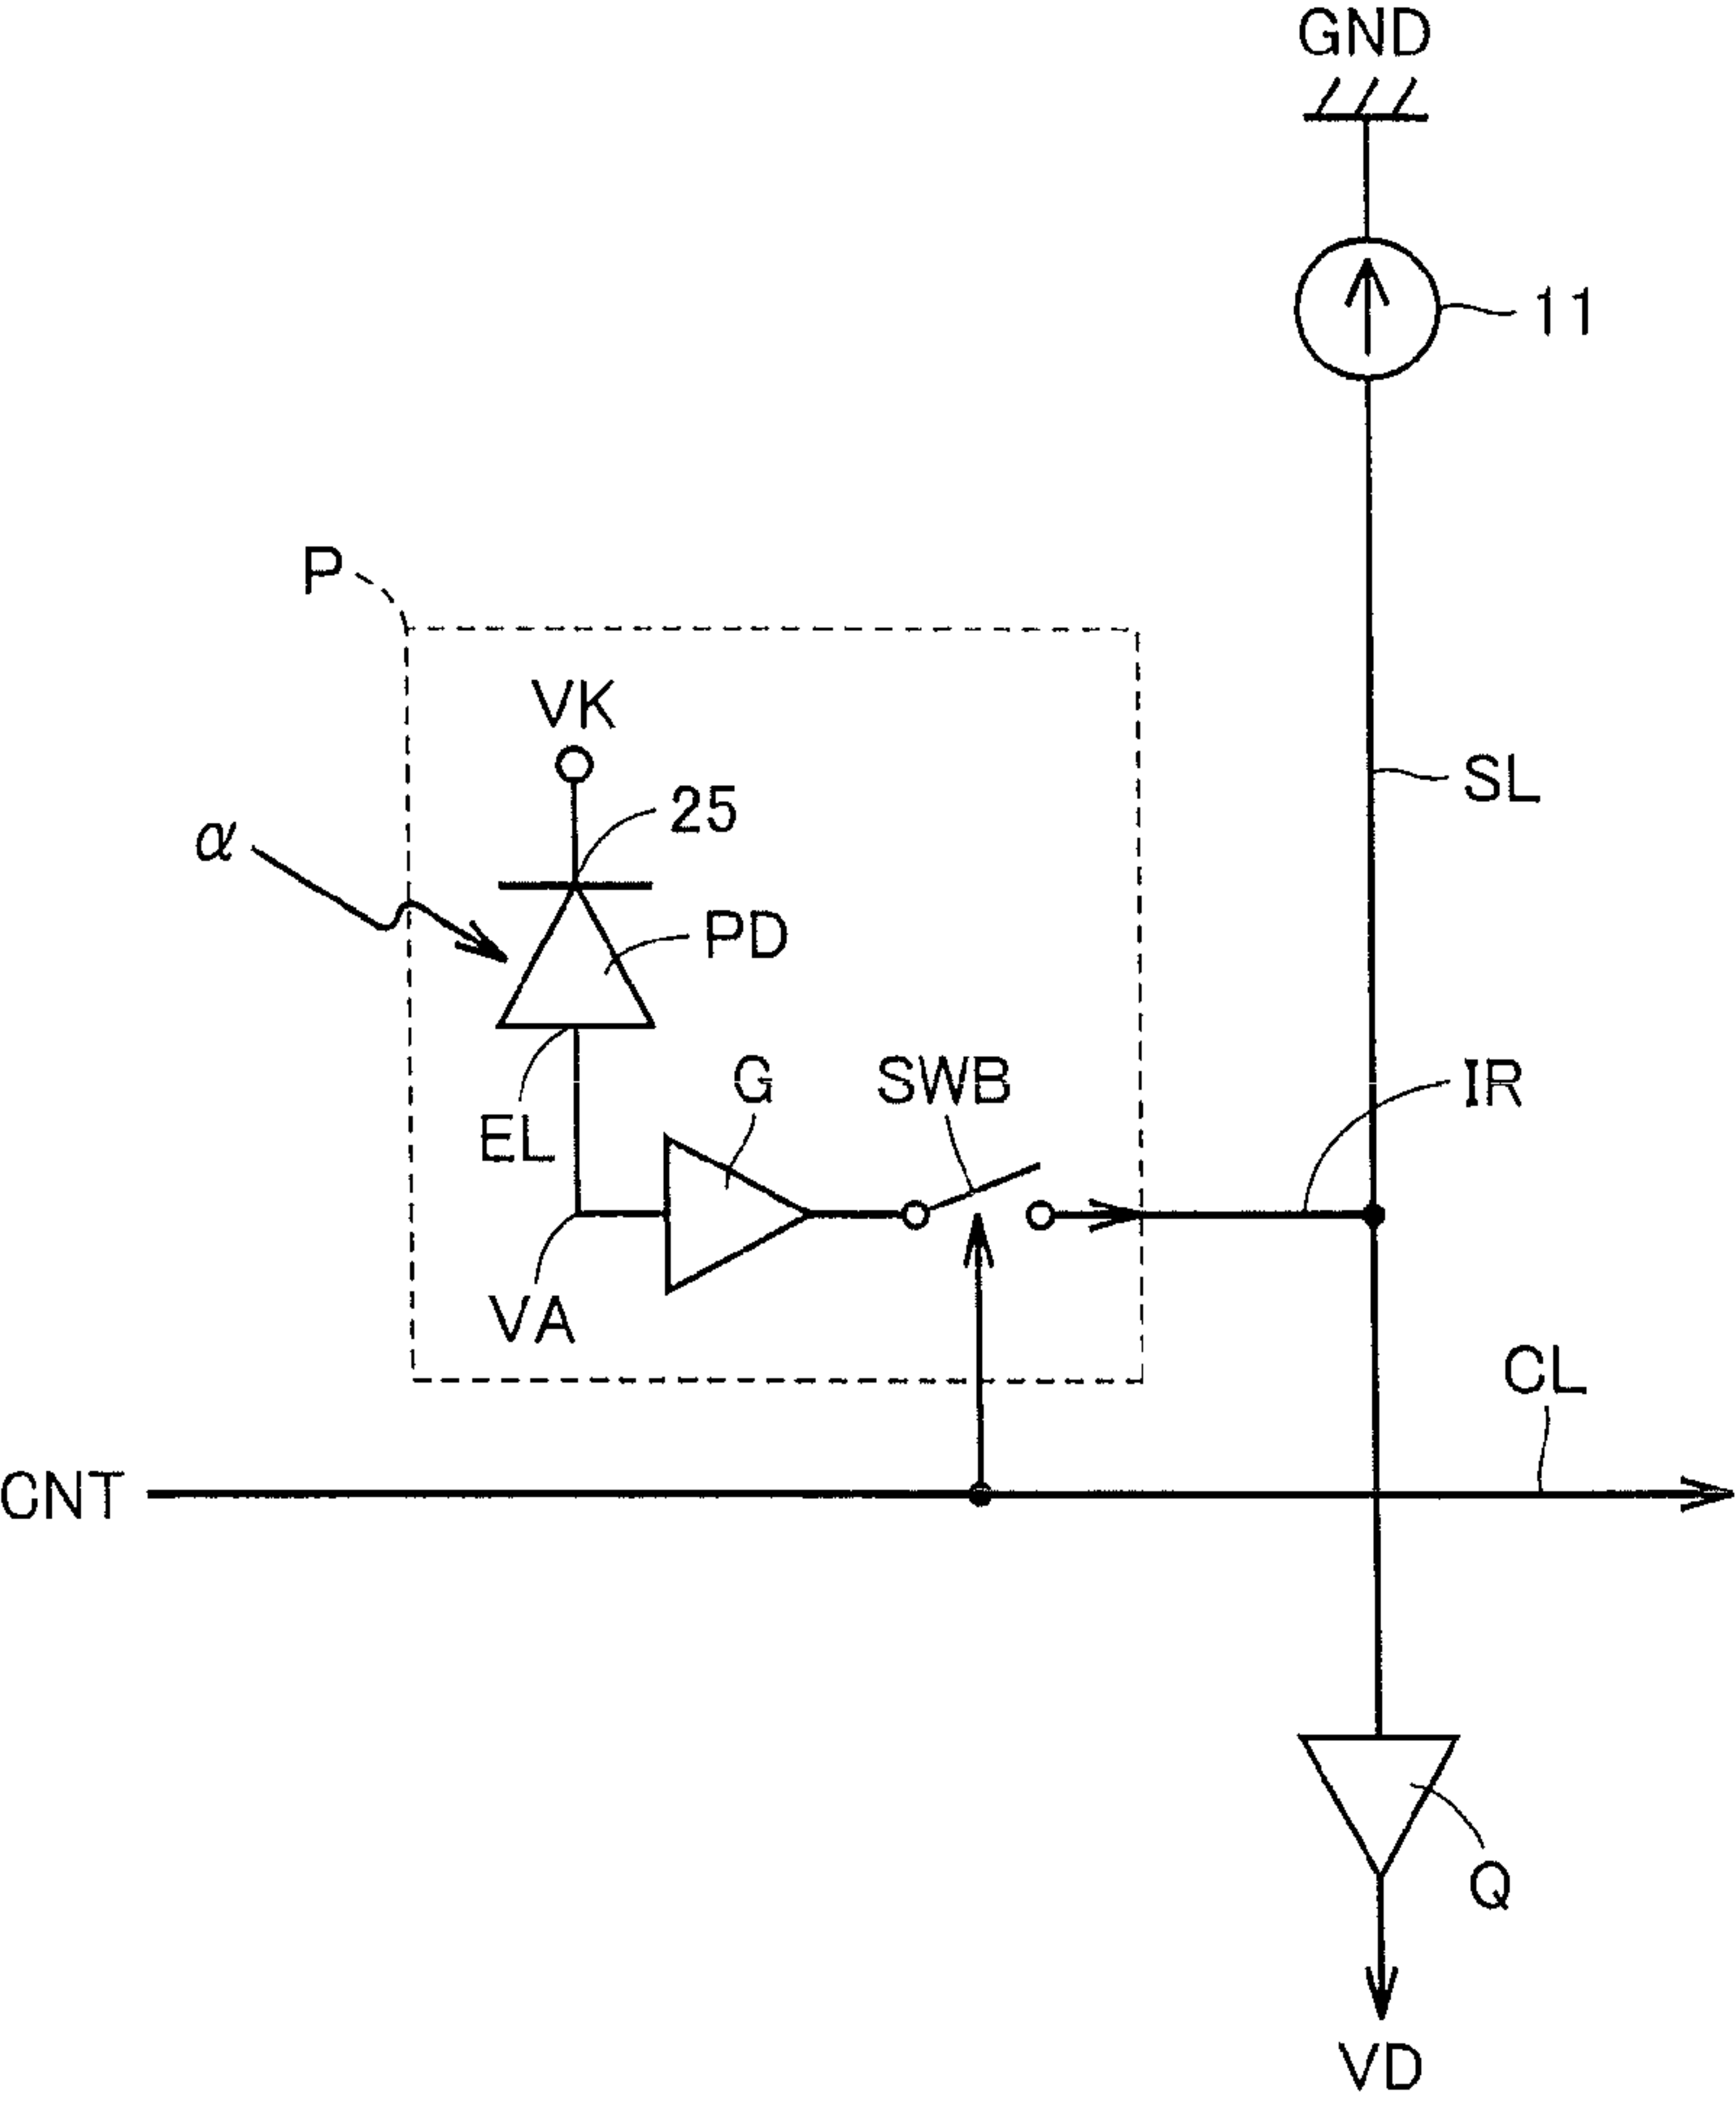 GND
11
P
VK
SL
25
α
PD
G
SWB
IR
EL
VA
CL
CNT
Q
VD